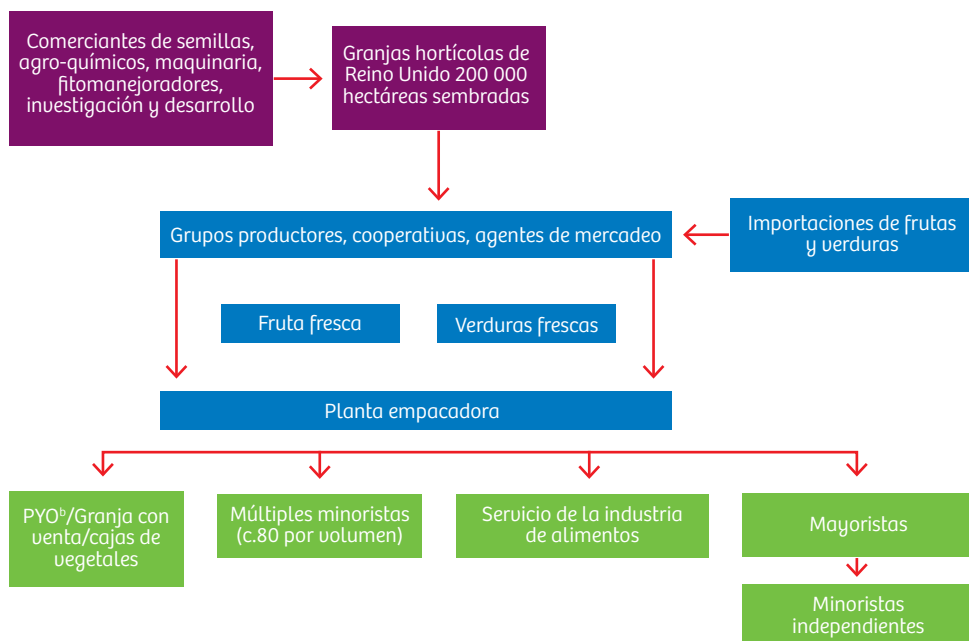 Comerciantes de semillas,
agro-químicos, maquinaria,
fitomanejoradores,
investigación y desarrollo
Granjas hortícolas de
Reino Unido 200 000
hectáreas sembradas
Grupos productores, cooperativas, agentes de mercadeo
Importaciones de frutas
y verduras
Fruta fresca
Verduras frescas
Planta empacadora
PYOᵇ/Granja con
venta/cajas de
vegetales
Múltiples minoristas
(c.80 por volumen)
Servicio de la industria
de alimentos
Mayoristas
Minoristas
independientes